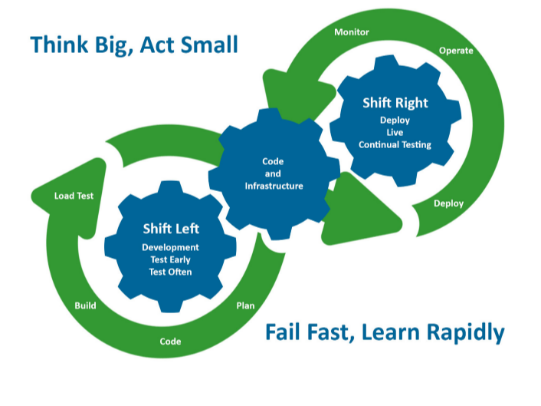 Think Big, Act Small
Monitor
Operate
Shift Right
Deploy
Live
Continual Testing
Code
and
Infrastructure
Deploy
Load Test
Shift Left
Development
Test Early
Test Often
Build
Plan
Code
Fail Fast, Learn Rapidly